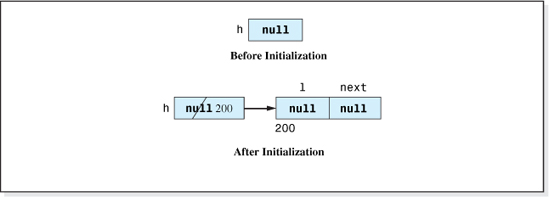 h null
Before Initialization
l next
h null 200 null null
200
After Initialization